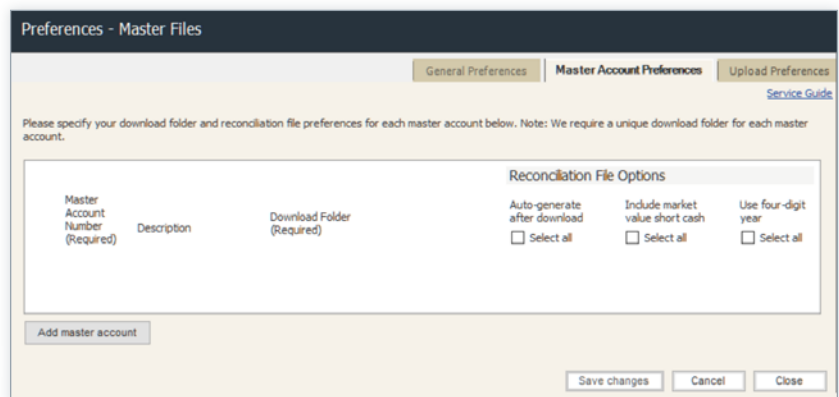 Preferences - Master Files
General Preferences Master Account Preferences Upload Preferences
Service Guide
Please specify your download folder and reconciliation file preferences for each master account below. Note: We require a unique download folder for each master
account.
Reconciliation File Options
Master
Account
Number
(Required)
Description
Download Folder
(Required)
Auto-generate
after download
Select all
Include market
value short cash
Select all
Use four-digit
year
Select all
Add master account
Save changes Cancel Close